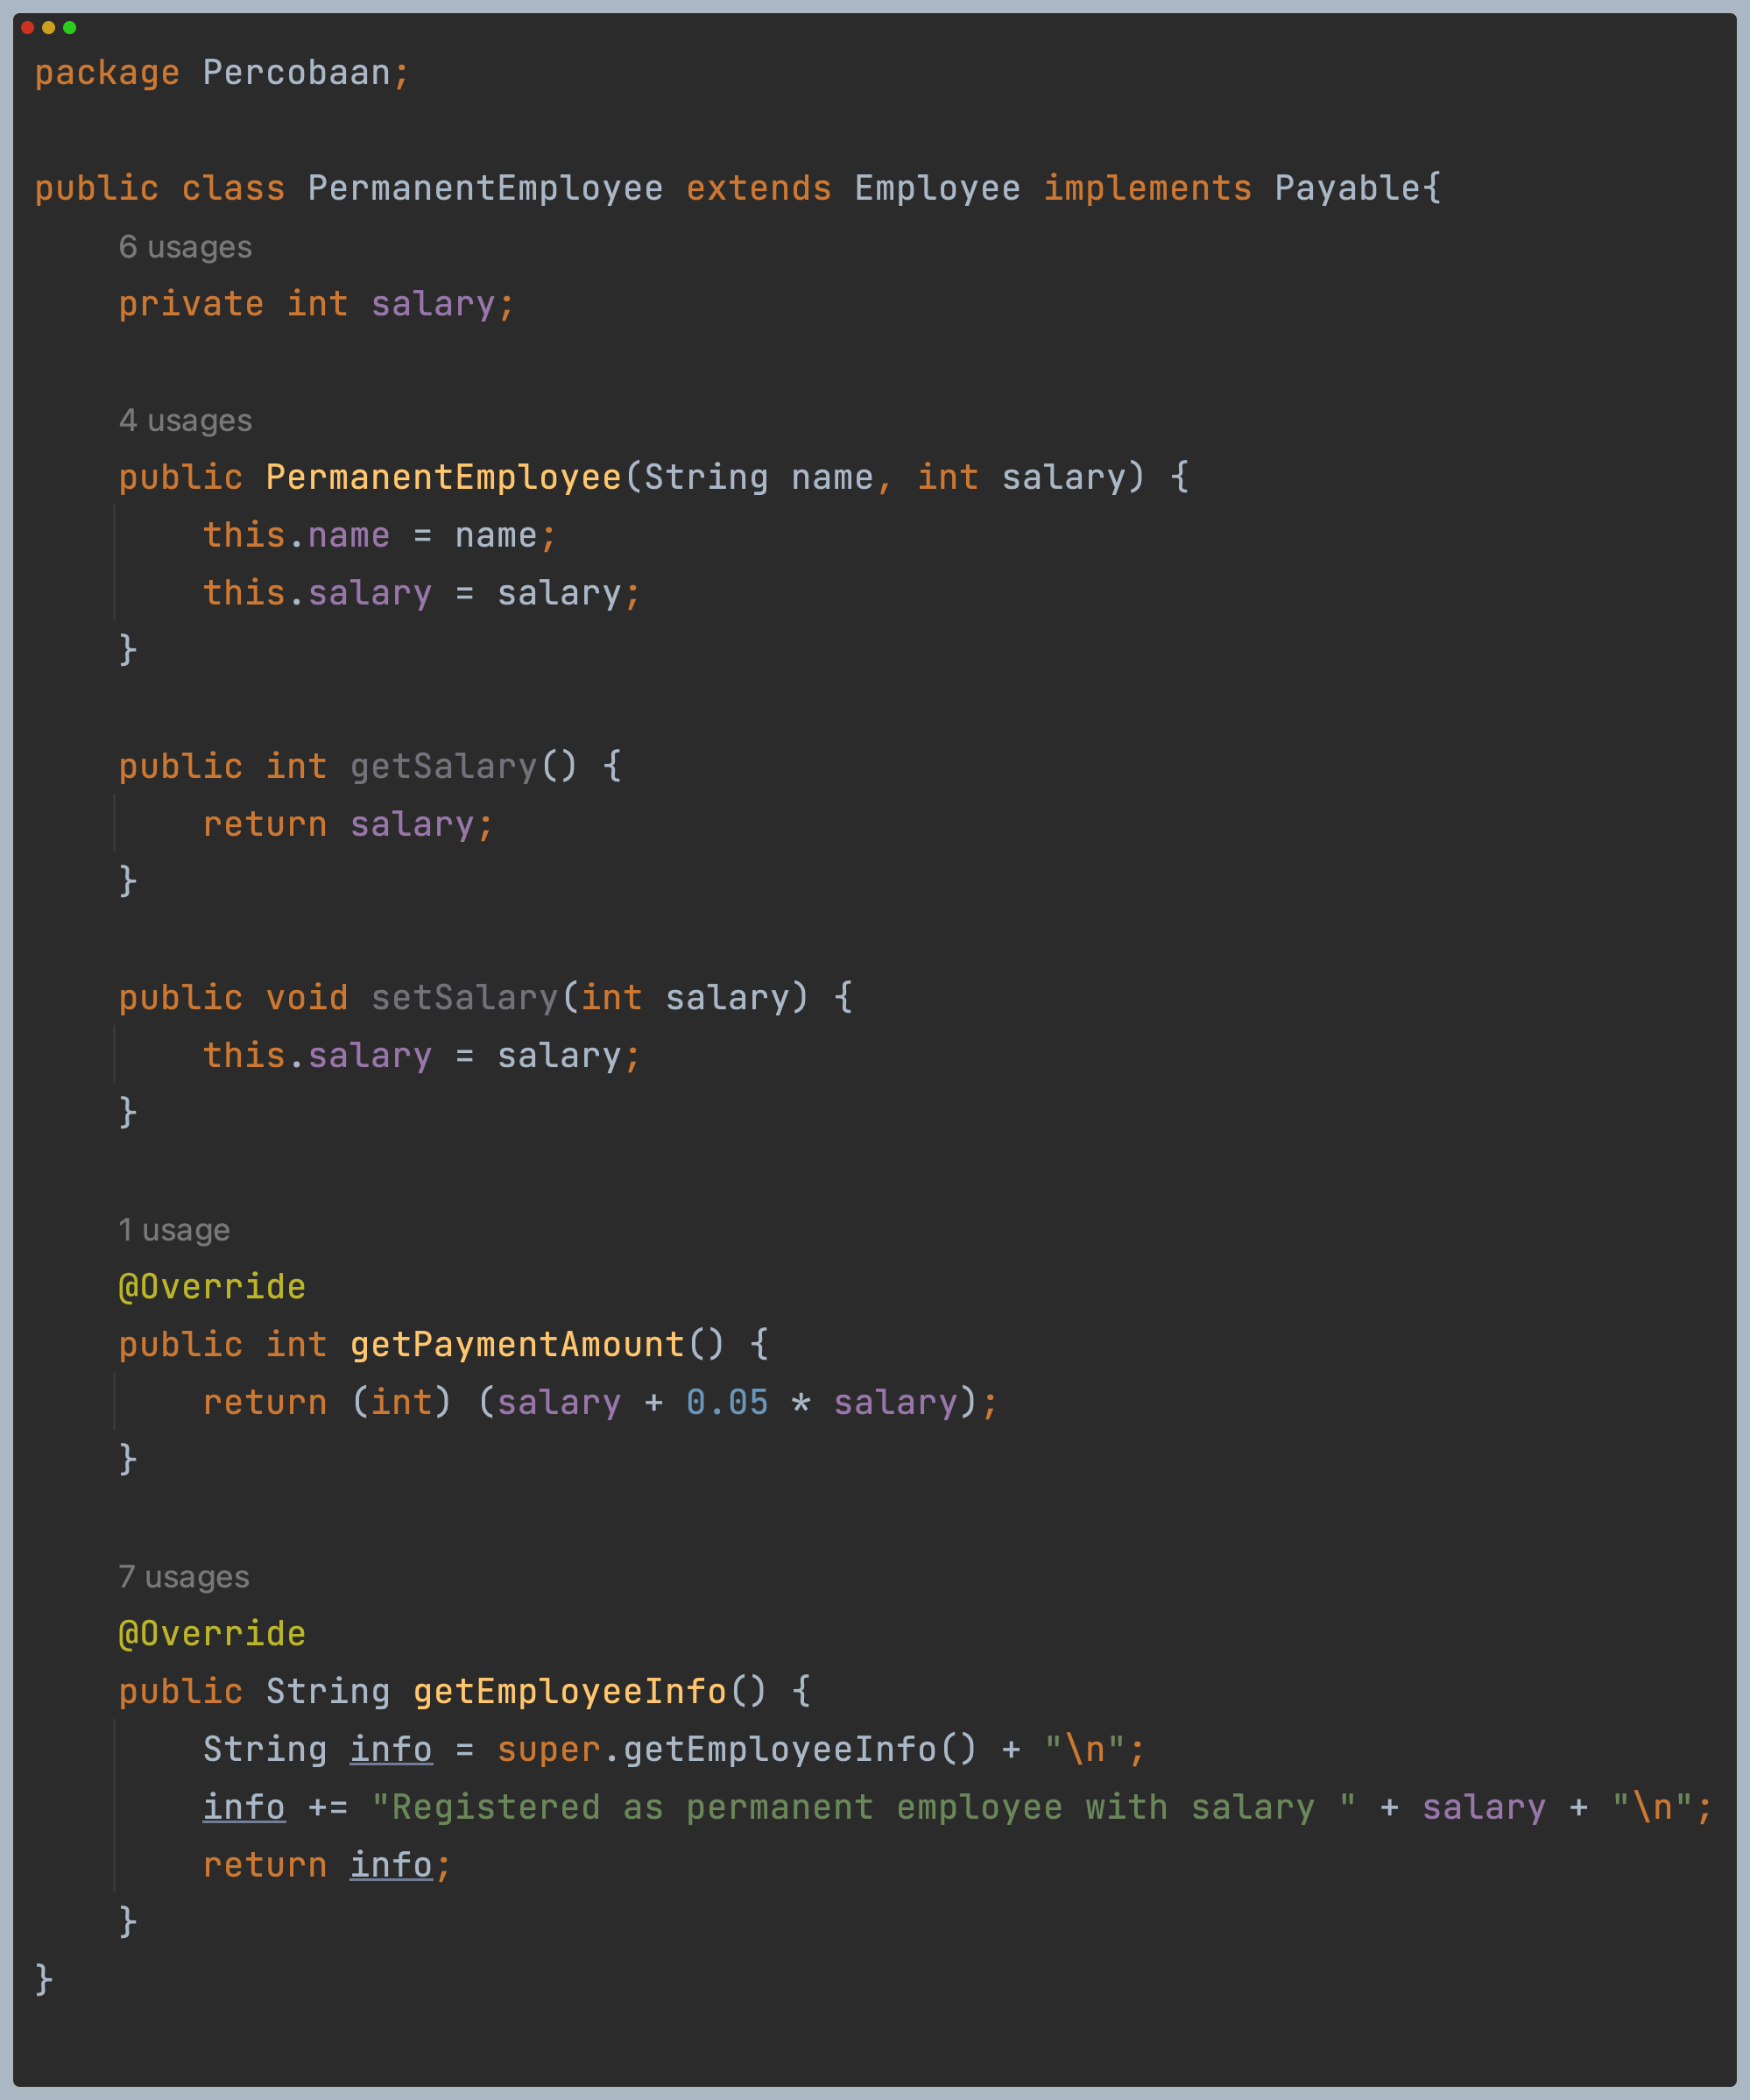 package Percobaan;
public class PermanentEmployee extends Employee implements Payable{
6 usages
private int salary;
4 usages
public PermanentEmployee(String name, int salary) {
this.name = name;
this.salary = salary;
}
public int getSalary() {
return salary;
}
public void setSalary(int salary) {
this.salary = salary;
}
1 usage
@Override
public int getPaymentAmount() {
return (int) (salary + 0.05 * salary);
}
7 usages
@Override
public String getEmployeeInfo() {
String info = super.getEmployeeInfo() + "\n";
info += "Registered as permanent employee with salary " + salary + "\n";
return info;
}
}